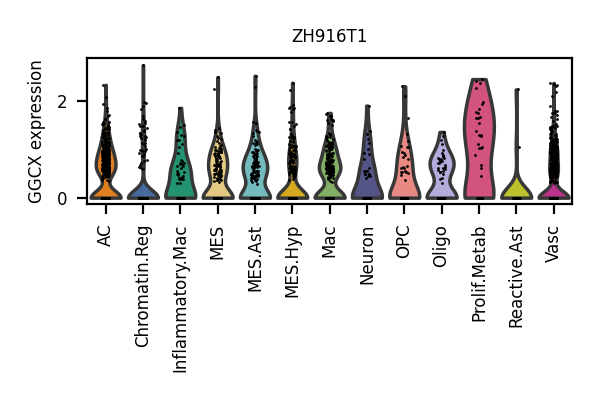 ZH916T1
GGCX expression
2
0
AC
Chromatin.Reg
Inflammatory.Mac
MES
MES.Ast
MES.Hyp
Mac
Neuron
OPC
Oligo
Prolif.Metab
Reactive.Ast
Vasc